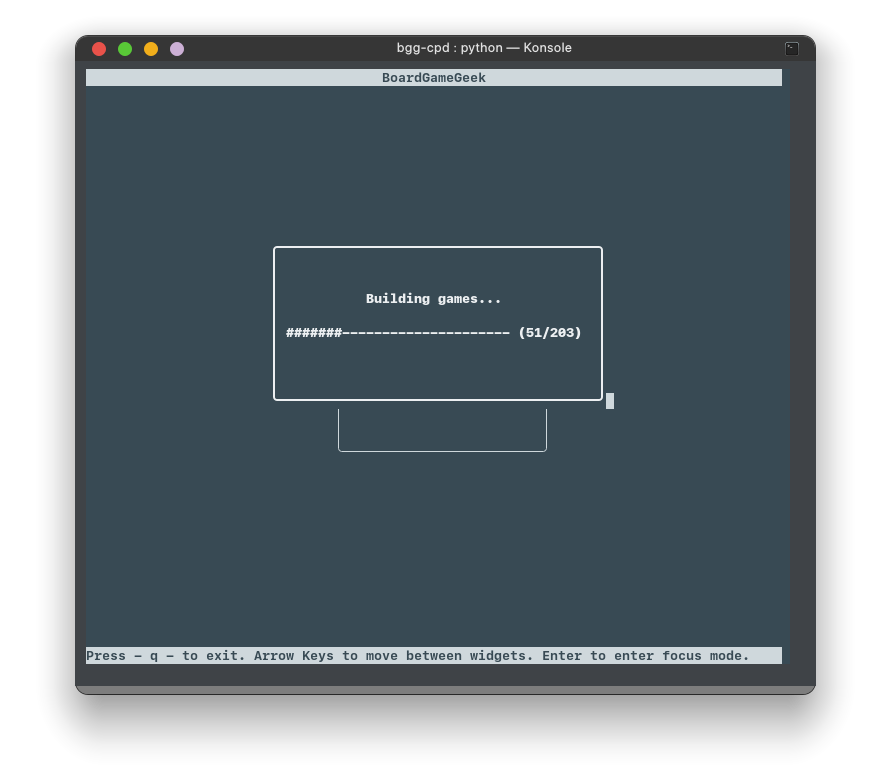 bgg-cpd : python — Konsole
BoardGameGeek
Building games...
#######--------------------- (51/203)
Press - q - to exit. Arrow Keys to move between widgets. Enter to enter focus mode.